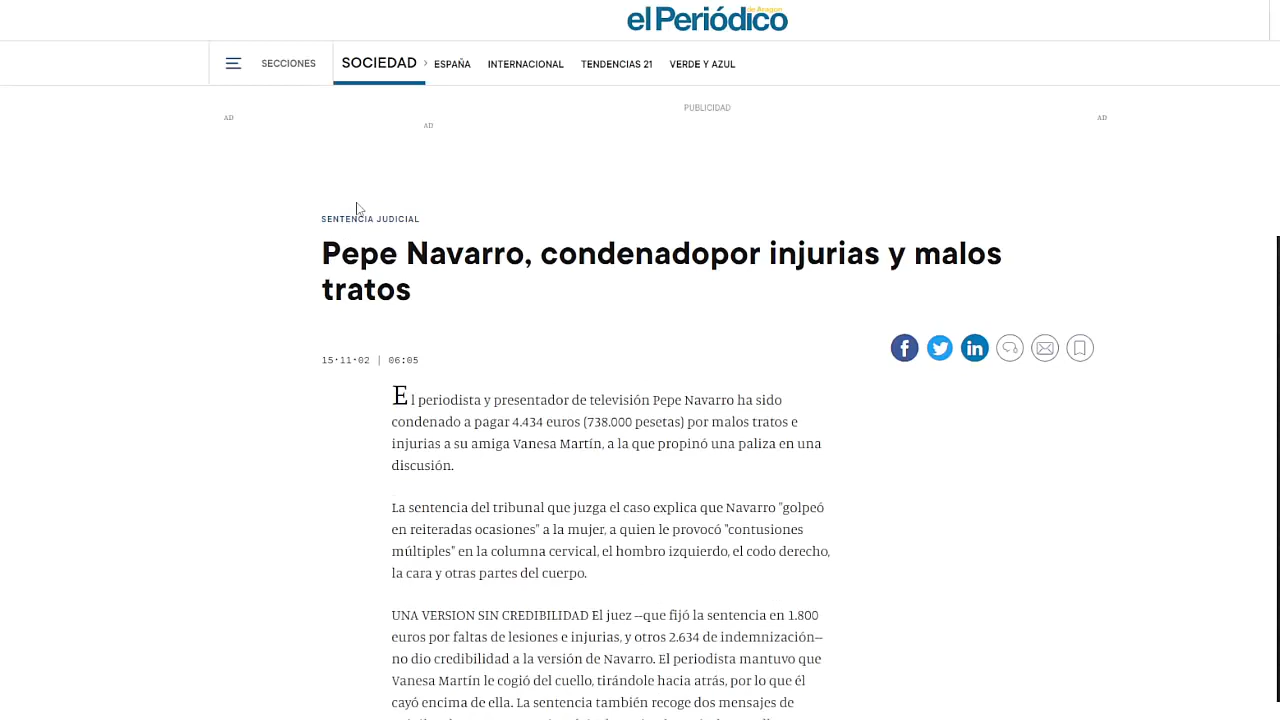 el Periódico
de Aragón
SECCIONES
SOCIEDAD › ESPAÑA INTERNACIONAL TENDENCIAS 21 VERDE Y AZUL
PUBLICIDAD
AD
AD
AD
SENTENCIA JUDICIAL
Pepe Navarro, condenadopor injurias y malos
tratos
15·11·02 | 06:05
El periodista y presentador de televisión Pepe Navarro ha sido
condenado a pagar 4.434 euros (738.000 pesetas) por malos tratos e
injurias a su amiga Vanesa Martín, a la que propinó una paliza en una
discusión.
La sentencia del tribunal que juzga el caso explica que Navarro "golpeó
en reiteradas ocasiones" a la mujer, a quien le provocó "contusiones
múltiples" en la columna cervical, el hombro izquierdo, el codo derecho,
la cara y otras partes del cuerpo.
UNA VERSION SIN CREDIBILIDAD El juez --que fijó la sentencia en 1.800
euros por faltas de lesiones e injurias, y otros 2.634 de indemnización--
no dio credibilidad a la versión de Navarro. El periodista mantuvo que
Vanesa Martín le cogió del cuello, tirándole hacia atrás, por lo que él
cayó encima de ella. La sentencia también recoge dos mensajes de